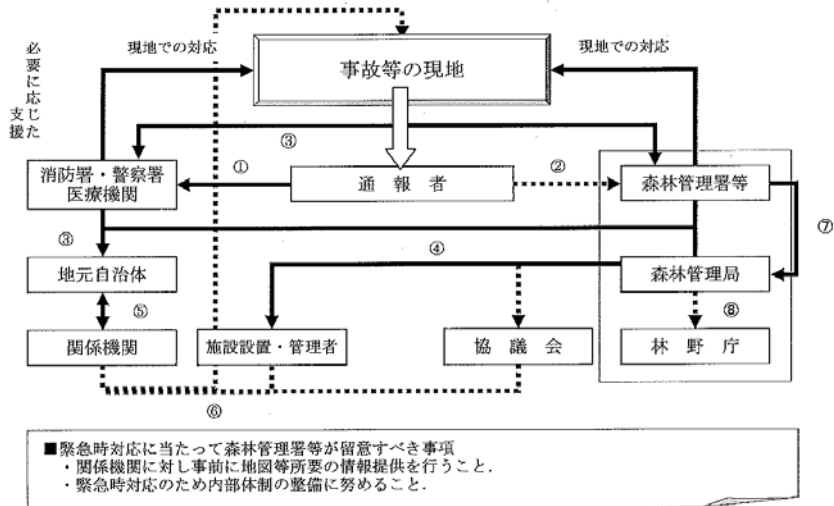 現地での対応
現地での対応
必要に応じた
支援
事故等の現地
③
消防署・警察署
医療機関
①
通報者
②
森林管理署等
⑦
③
④
地元自治体
森林管理局
⑤
⑧
関係機関
施設設置・管理者
協議会
林野庁
⑥
■緊急時対応に当たって森林管理署等が留意すべき事項
・関係機関に対し事前に地図等所要の情報提供を行うこと.
・緊急時対応のため内部体制の整備に努めること.